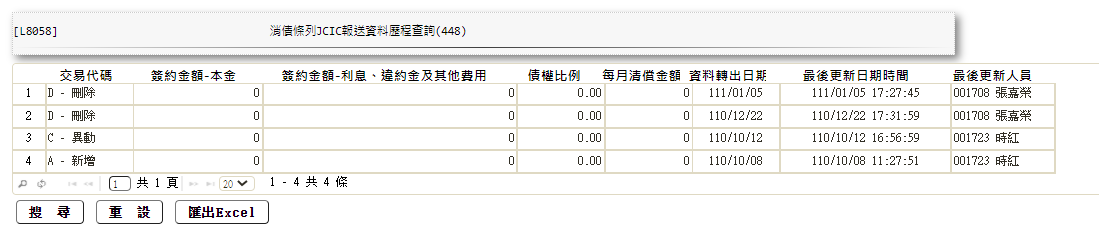 [L8058] 消債條列JCIC報送資料歷程查詢(448)
交易代碼 簽約金額-本金 簽約金額-利息、違約金及其他費用 債權比例 每月清償金額 資料轉出日期 最後更新日期時間 最後更新人員
1 D - 刪除 0 0 0.00 0 111/01/05 111/01/05 17:27:45 001708 張嘉榮
2 D - 刪除 0 0 0.00 0 110/12/22 110/12/22 17:31:59 001708 張嘉榮
3 C - 異動 0 0 0.00 0 110/10/12 110/10/12 16:56:59 001723 時紅
4 A - 新增 0 0 0.00 0 110/10/08 110/10/08 11:27:51 001723 時紅
1 共 1 頁 20 1 - 4 共 4 條
搜 尋 重 設 匯出Excel